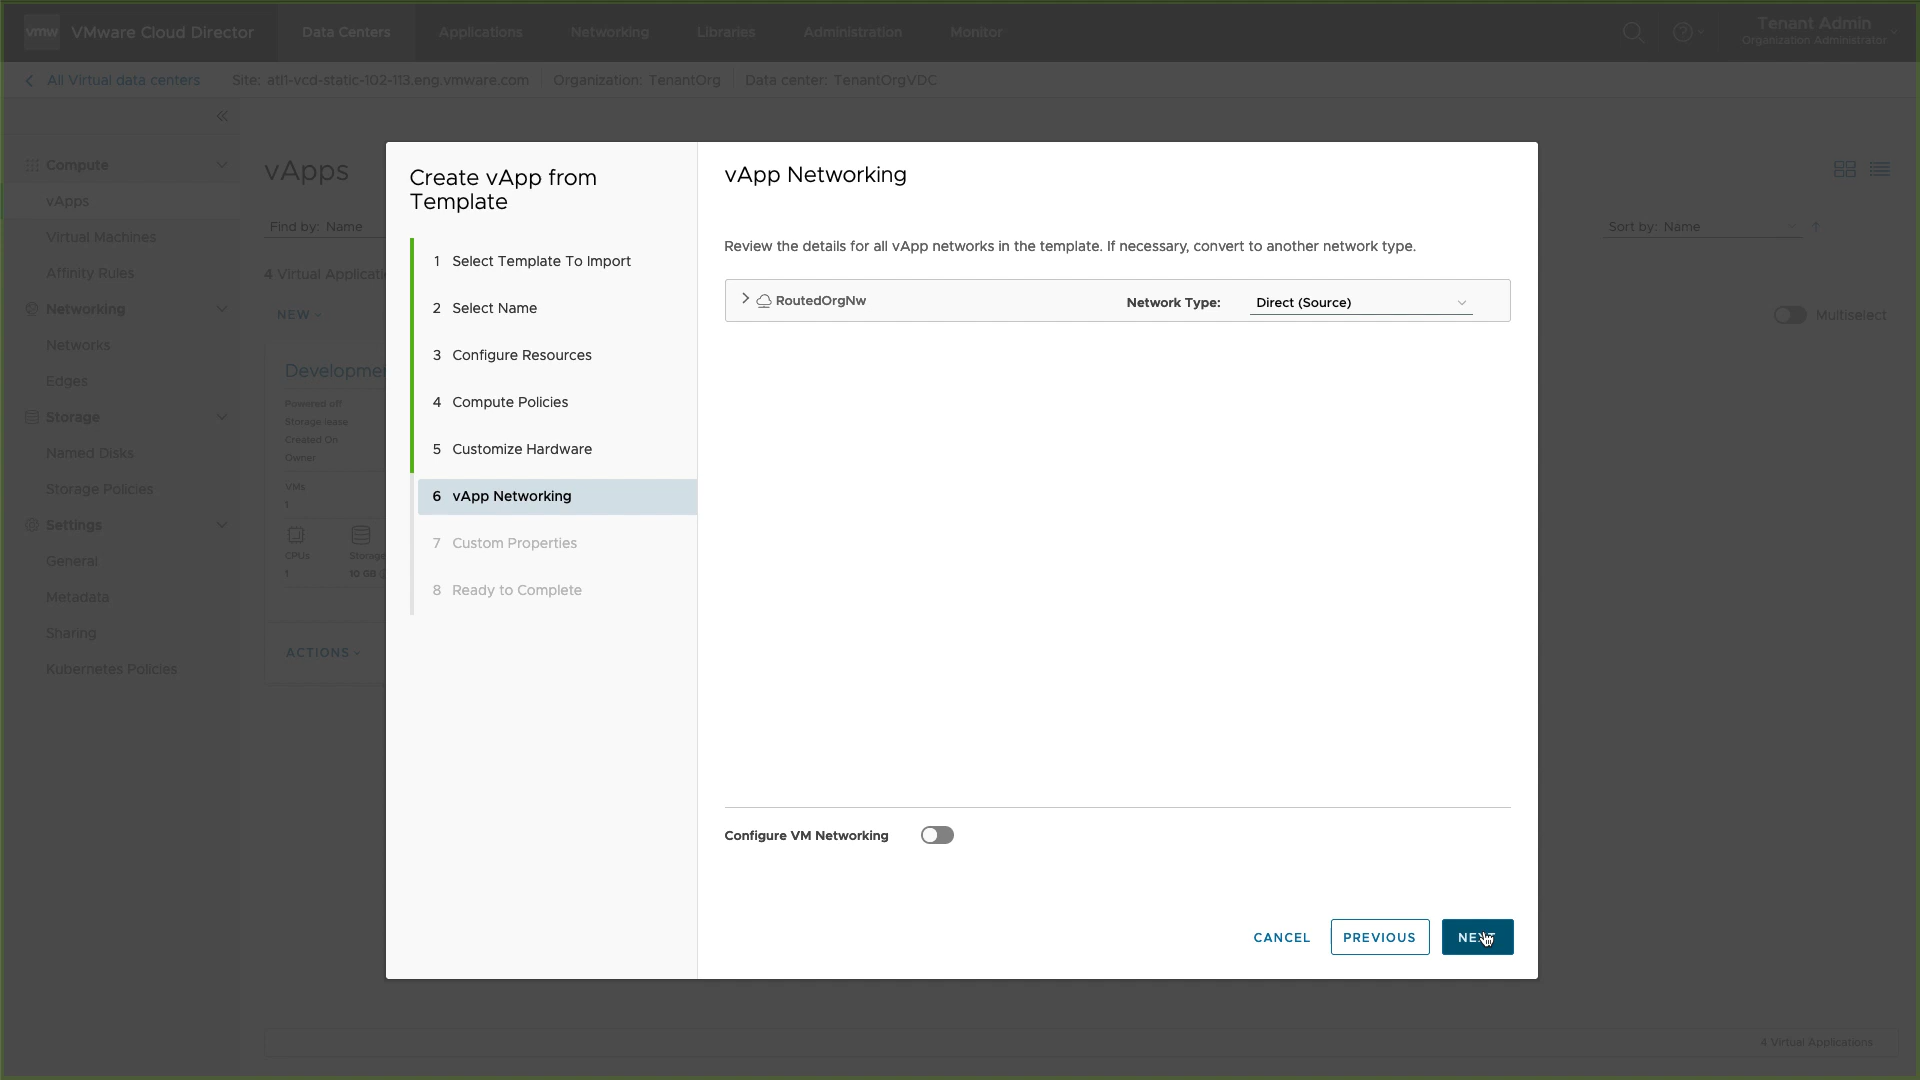 vmw VMware Cloud Director Data Centers Applications Networking Libraries Administration Monitor Tenant Admin
Organization Administrator
All Virtual data centers Site: atl1-vcd-static-102-113.eng.vmware.com Organization: TenantOrg Data center: TenantOrgVDC
Compute
vApps
Virtual Machines
Affinity Rules
Networking
Networks
Edges
Storage
Named Disks
Storage Policies
Settings
General
Metadata
Sharing
Kubernetes Policies
vApps
Find by: Name
Sort by: Name
4 Virtual Applicati
NEW
Multiselect
Developmen
Powered off
Storage lease
Created On
Owner
VMs
1
CPUs Storage
1 10 GB
ACTIONS
4 Virtual Applications
Create vApp from
Template
1 Select Template To Import
2 Select Name
3 Configure Resources
4 Compute Policies
5 Customize Hardware
6 vApp Networking
7 Custom Properties
8 Ready to Complete
vApp Networking
Review the details for all vApp networks in the template. If necessary, convert to another network type.
RoutedOrgNw Network Type: Direct (Source)
Configure VM Networking
CANCEL PREVIOUS NEXT